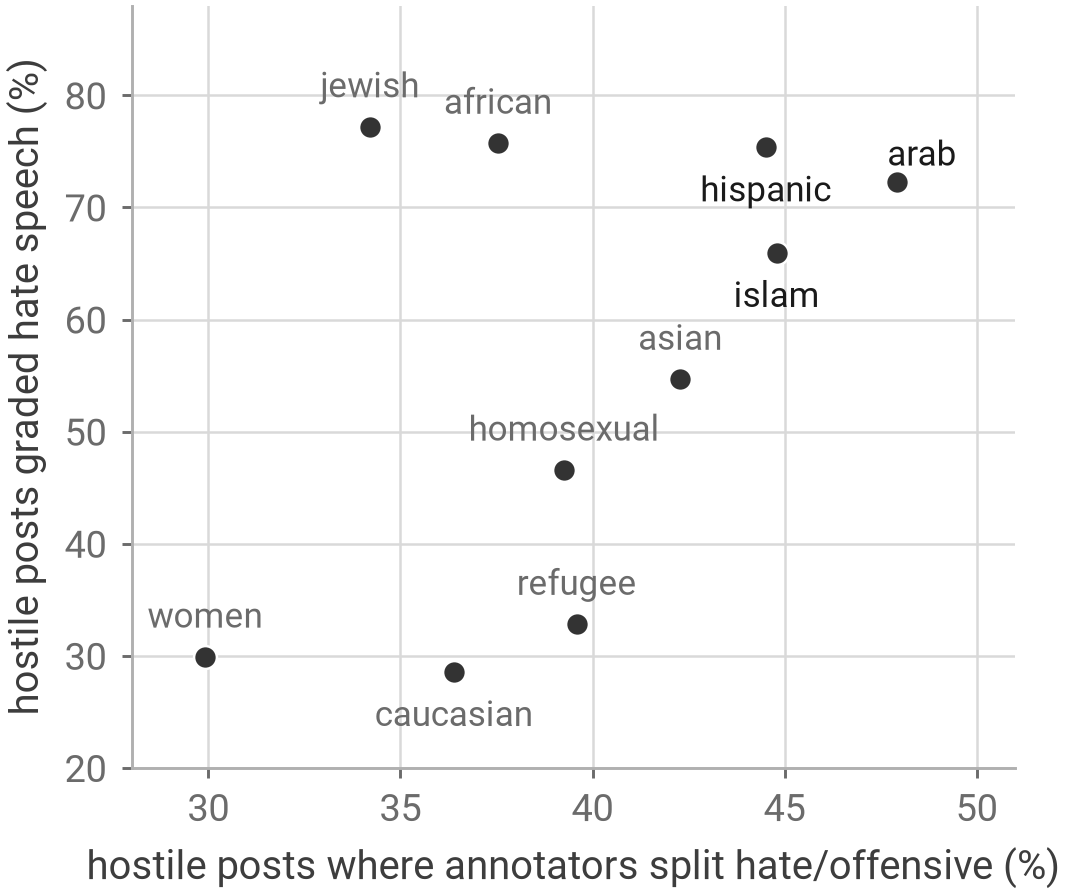 hostile posts graded hate speech (%)
80
70
60
50
40
30
20
jewish
african
arab
hispanic
islam
asian
homosexual
refugee
women
caucasian
30
35
40
45
50
hostile posts where annotators split hate/offensive (%)